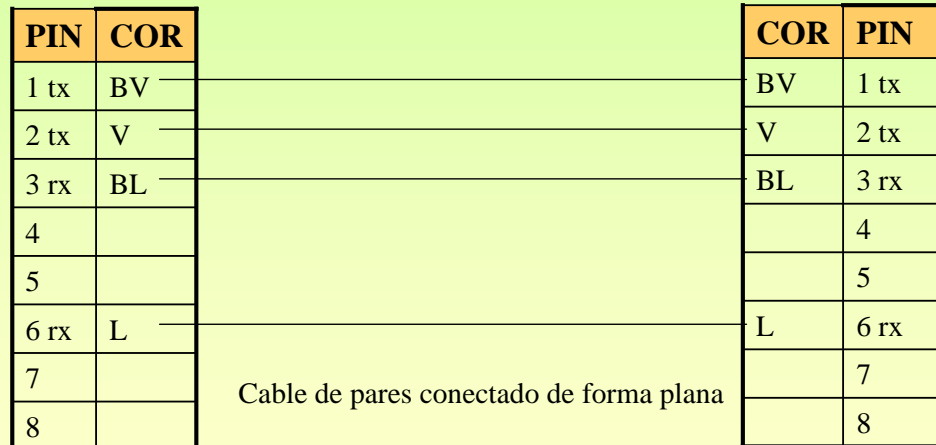 PIN COR COR PIN
1 tx BV BV 1 tx
2 tx V V 2 tx
3 rx BL BL 3 rx
4 4
5 5
6 rx L L 6 rx
7 7
Cable de pares conectado de forma plana
8 8